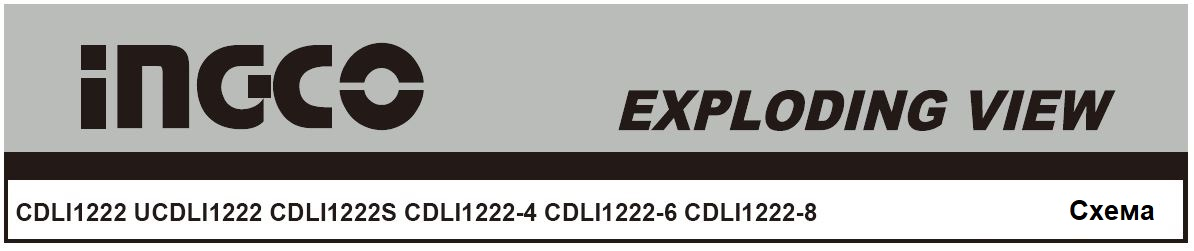 iNGCO
EXPLODING VIEW
CDLI1222 UCDLI1222 CDLI1222S CDLI1222-4 CDLI1222-6 CDLI1222-8 Схема